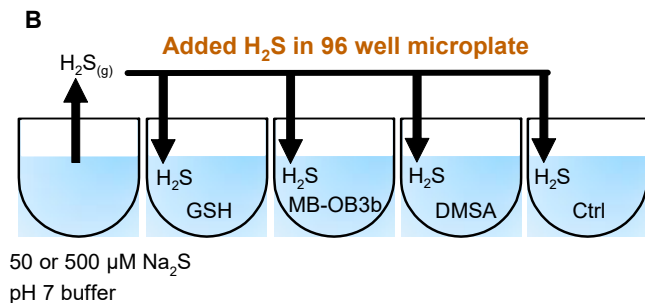 B
Added H₂S in 96 well microplate
H₂S(g)
H₂S
H₂S
H₂S
H₂S
GSH
MB-OB3b
DMSA
Ctrl
50 or 500 µM Na₂S
pH 7 buffer